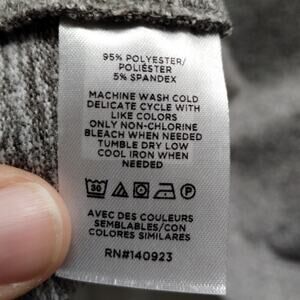 95% POLYESTER/
POLIÉSTER
5% SPANDEX
MACHINE WASH COLD
DELICATE CYCLE WITH
LIKE COLORS
ONLY NON-CHLORINE
BLEACH WHEN NEEDED
TUMBLE DRY LOW
COOL IRON WHEN
NEEDED
30
AVEC DES COULEURS
SEMBLABLES/CON
COLORES SIMILARES
RN#140923